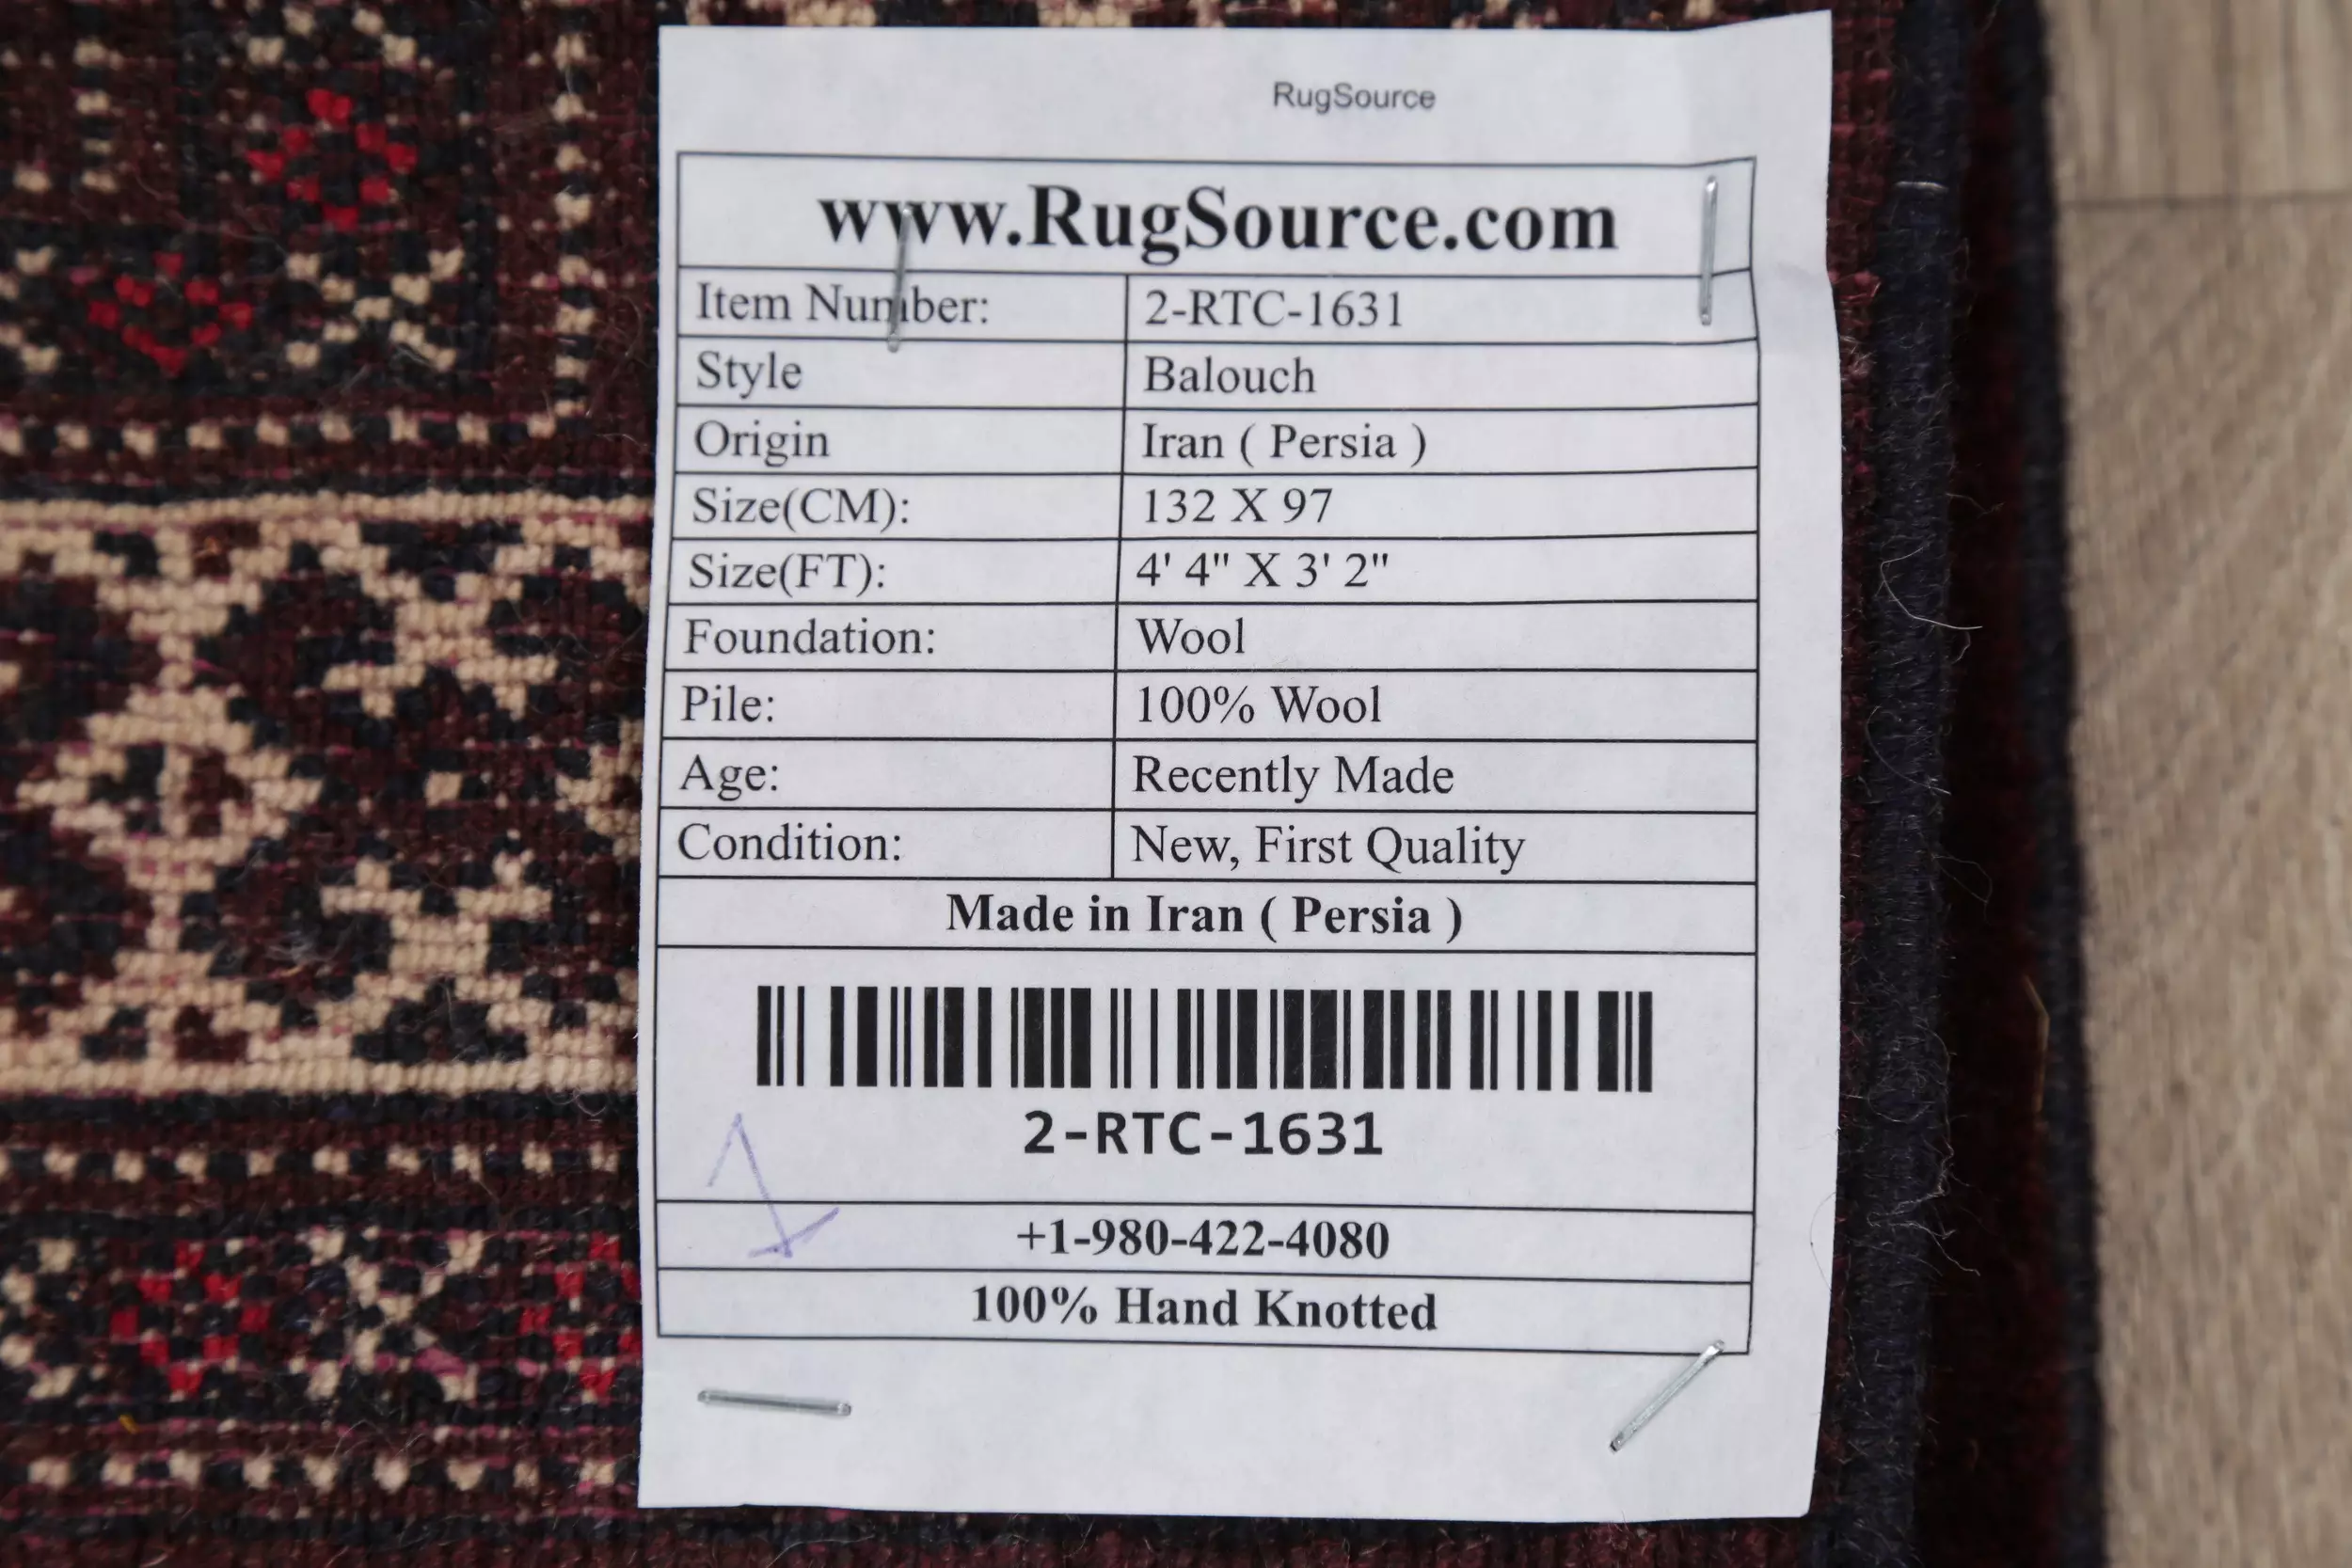 RugSource
www.RugSource.com
Item Number: 2-RTC-1631
Style Balouch
Origin Iran ( Persia )
Size(CM): 132 X 97
Size(FT): 4' 4" X 3' 2"
Foundation: Wool
Pile: 100% Wool
Age: Recently Made
Condition: New, First Quality
Made in Iran ( Persia )
2-RTC-1631
+1-980-422-4080
100% Hand Knotted